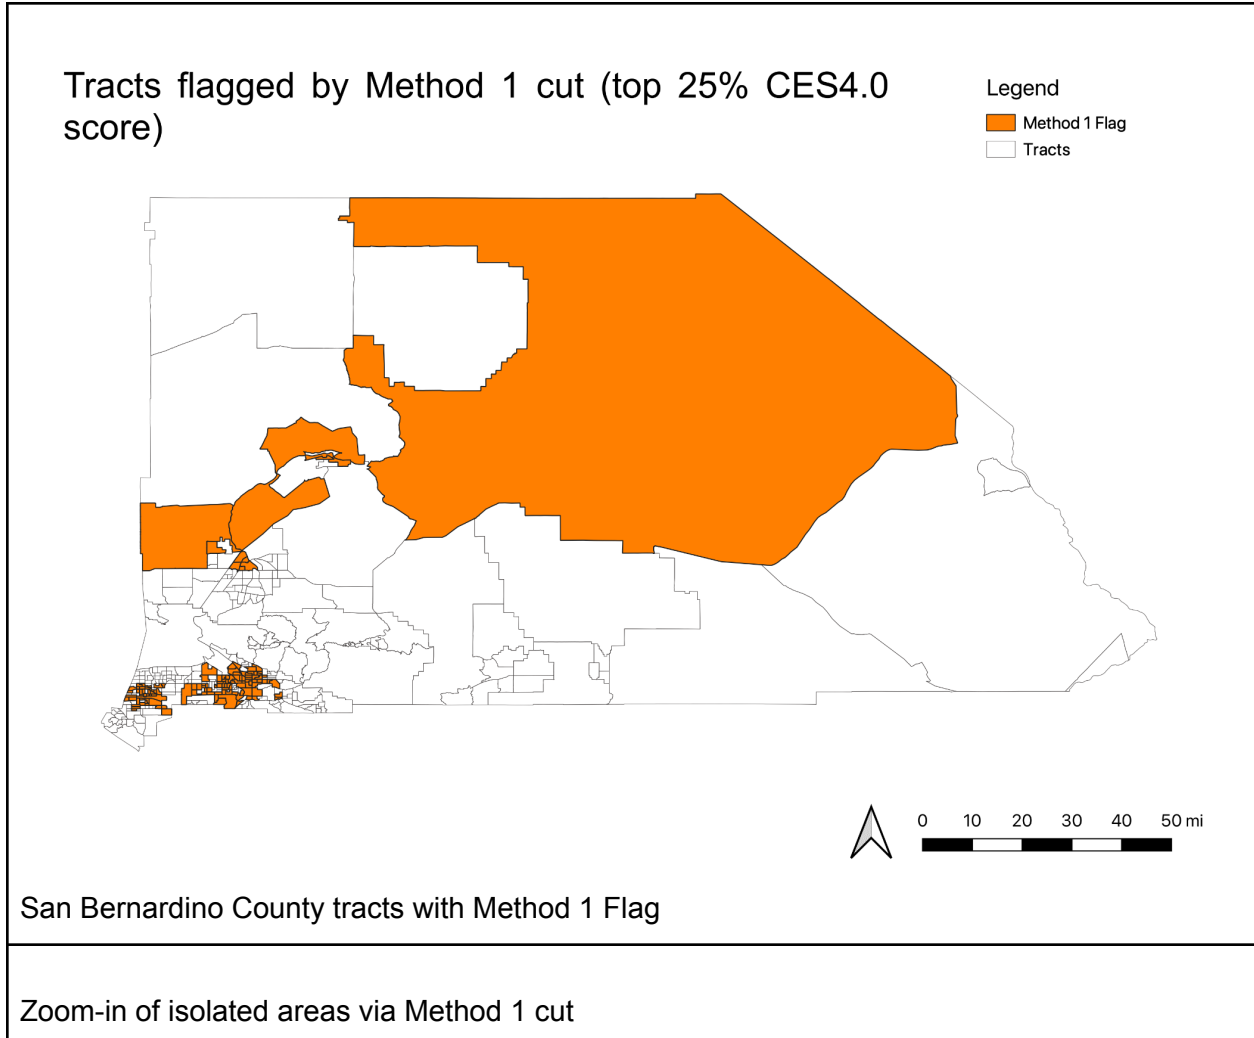 Tracts flagged by Method 1 cut (top 25% CES4.0
score)
Legend
Method 1 Flag
Tracts
0 10 20 30 40 50 mi
San Bernardino County tracts with Method 1 Flag
Zoom-in of isolated areas via Method 1 cut